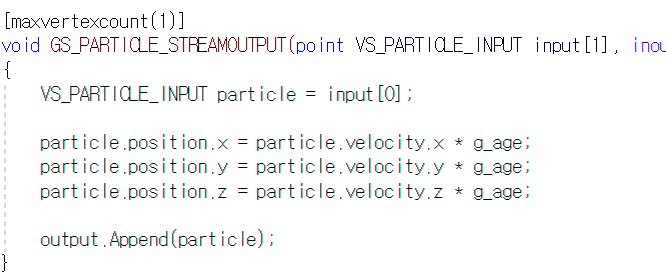 [maxvertexcount(1)]
void GS_PARTICLE_STREAMOUTPUT(point VS_PARTICLE_INPUT input[1], inou
{
VS_PARTICLE_INPUT particle = input[0];
particle.position.x = particle.velocity.x * g_age;
particle.position.y = particle.velocity.y * g_age;
particle.position.z = particle.velocity.z * g_age;
output.Append(particle);
}